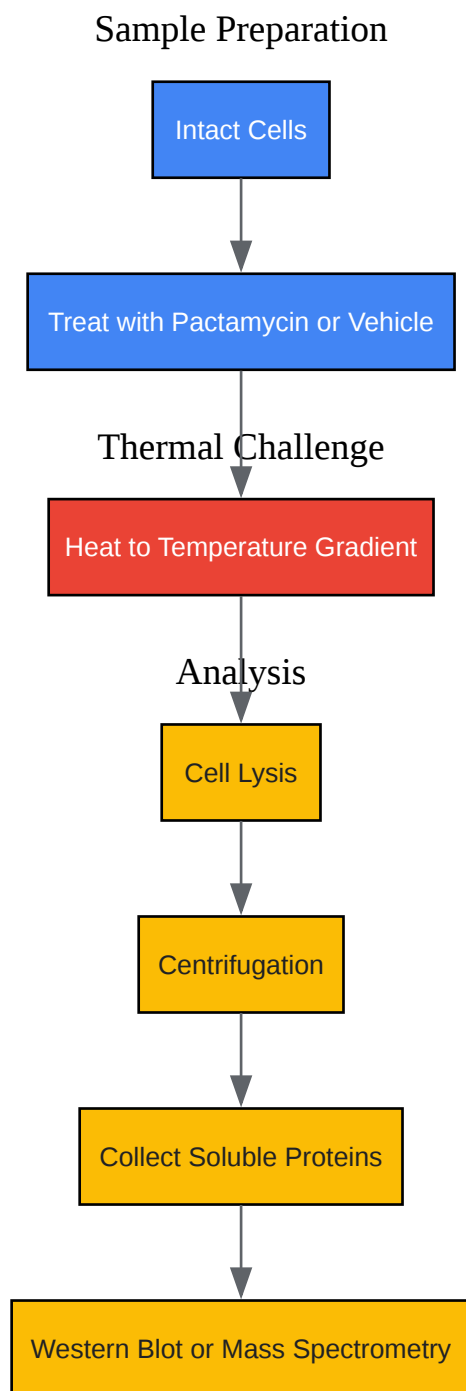 Sample Preparation
Intact Cells
Treat with Pactamycin or Vehicle
Thermal Challenge
Heat to Temperature Gradient
Analysis
Cell Lysis
Centrifugation
Collect Soluble Proteins
Western Blot or Mass Spectrometry